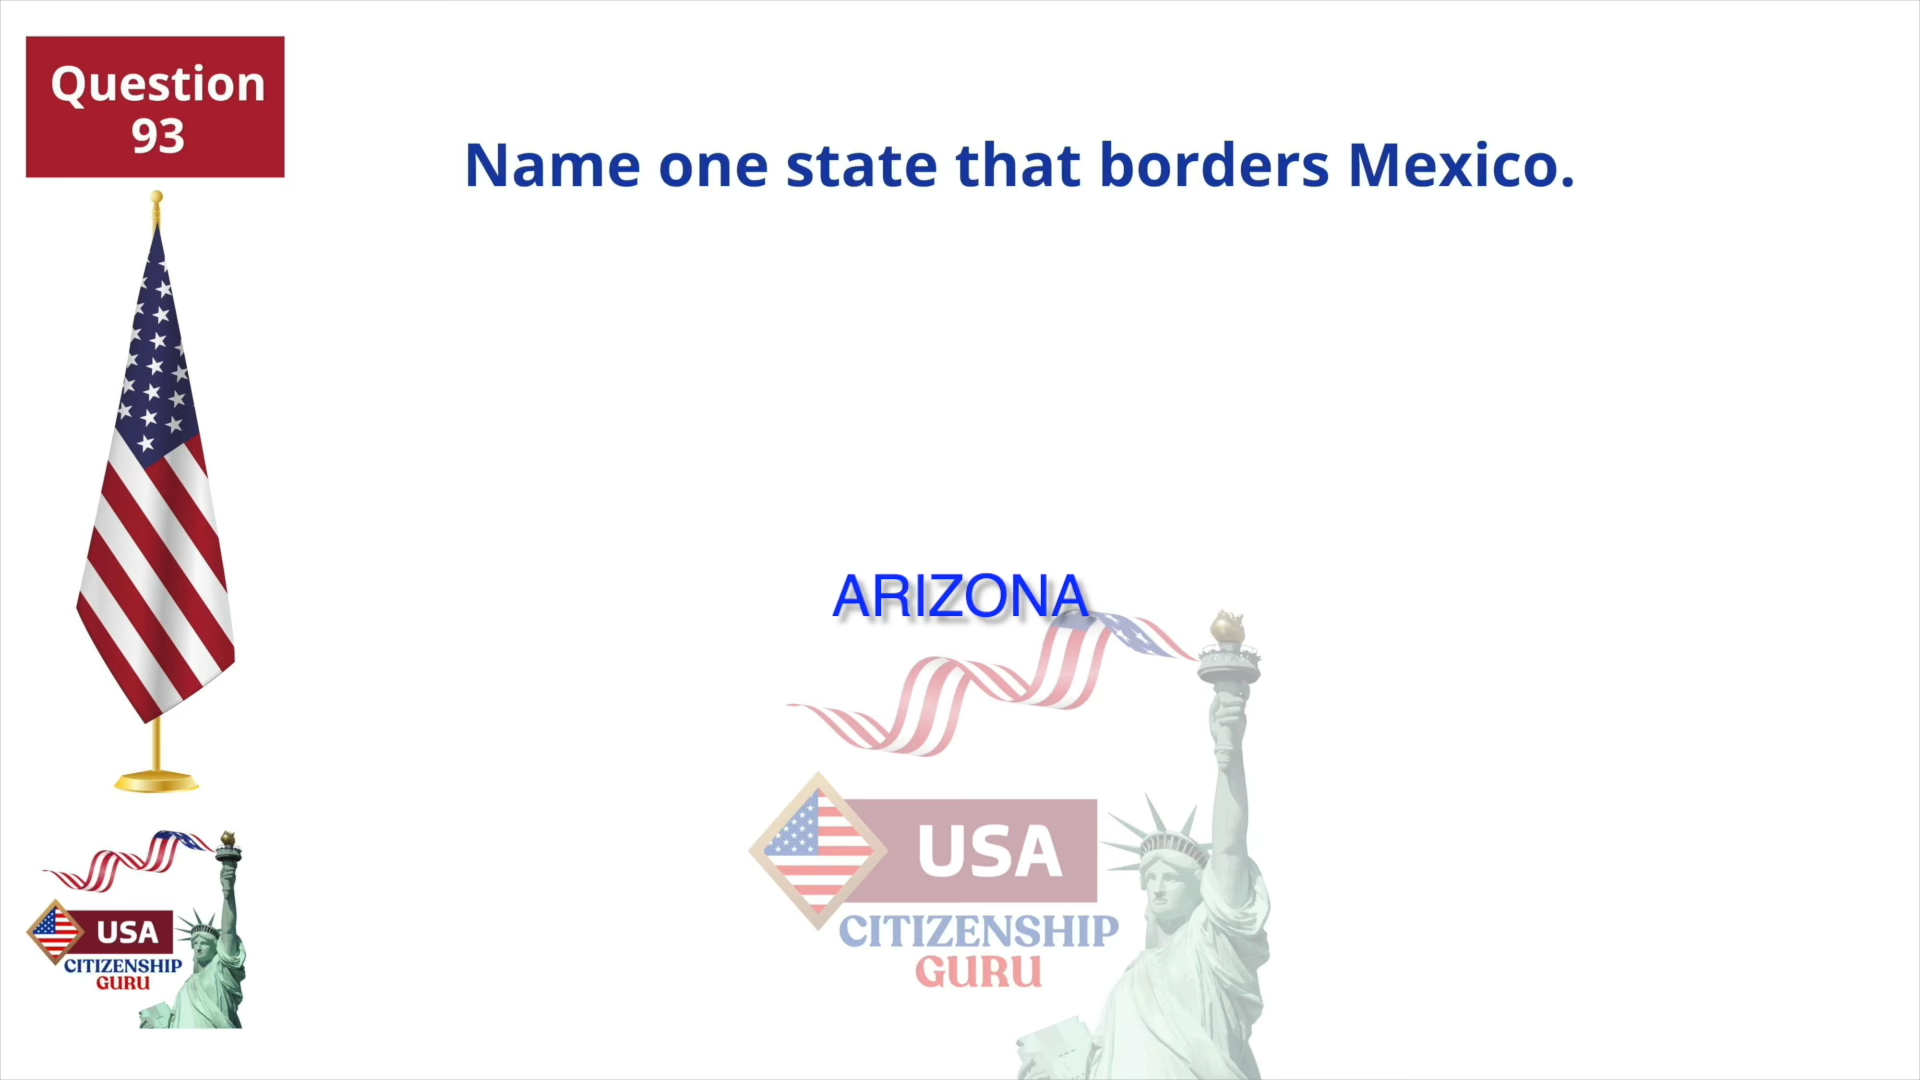 Question
93
Name one state that borders Mexico.
ARIZONA
USA
CITIZENSHIP
GURU
USA
CITIZENSHIP
GURU